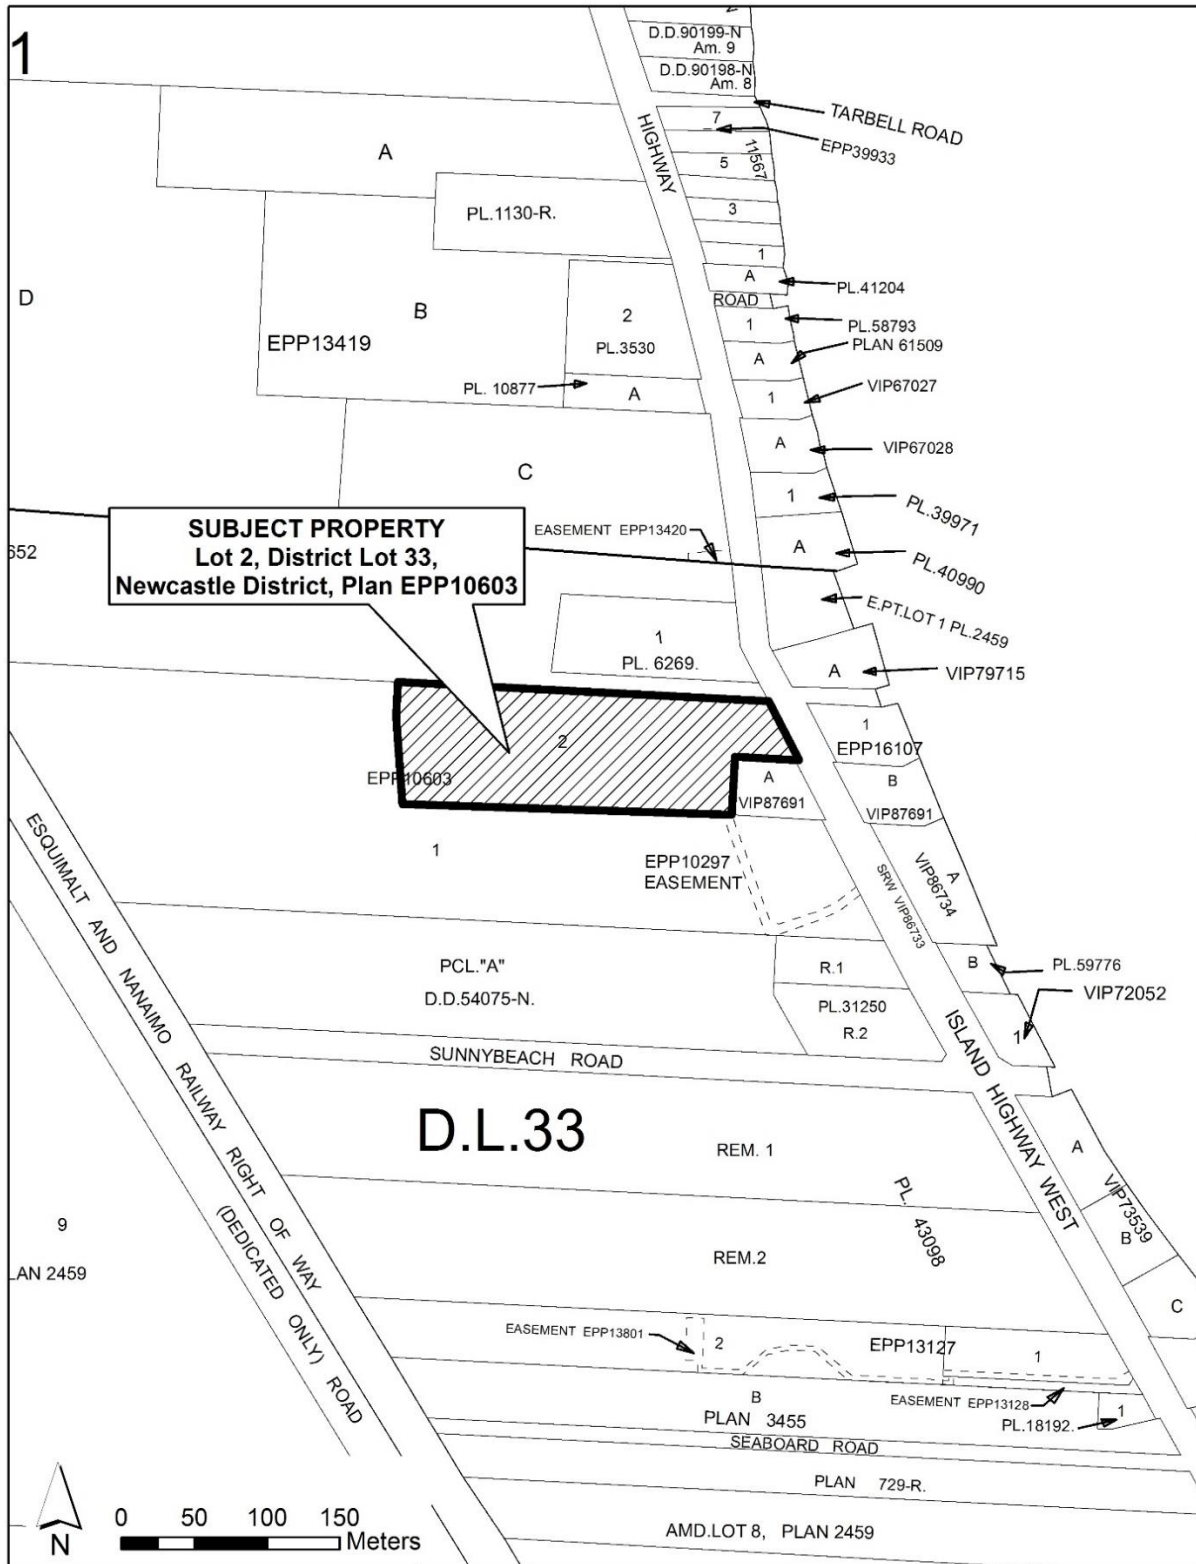 1
D.D.90199-N
Am. 9
D.D.90198-N
Am. 8
TARBELL ROAD
HIGHWAY
7
EPP39933
11567
5
A
PL.1130-R.
3
1
A
PL.41204
ROAD
D
B
EPP13419
2
PL.3530
1
PL.58793
PLAN 61509
A
PL. 10877
A
1
VIP67027
A
VIP67028
C
1
PL.39971
SUBJECT PROPERTY
Lot 2, District Lot 33,
Newcastle District, Plan EPP10603
EASEMENT EPP13420
A
PL.40990
652
E.PT.LOT 1 PL.2459
1
PL. 6269.
A
VIP79715
2
1
EPP16107
EPP10603
A
VIP87691
B
VIP87691
1
EPP10297
EASEMENT
A
VIP86734
SRW VIP86733
ESQUIMALT AND NANAIMO RAILWAY RIGHT OF WAY
(DEDICATED ONLY) ROAD
PCL."A"
D.D.54075-N.
R.1
B
PL.59776
VIP72052
PL.31250
R.2
1
SUNNYBEACH ROAD
ISLAND HIGHWAY WEST
D.L.33
REM. 1
A
VIP73539
PL. 43098
B
9
LAN 2459
REM.2
C
EASEMENT EPP13801
2
EPP13127
1
B
PLAN 3455
EASEMENT EPP13128
PL.18192.
1
SEABOARD ROAD
PLAN 729-R.
N
0 50 100 150
Meters
AMD.LOT 8, PLAN 2459